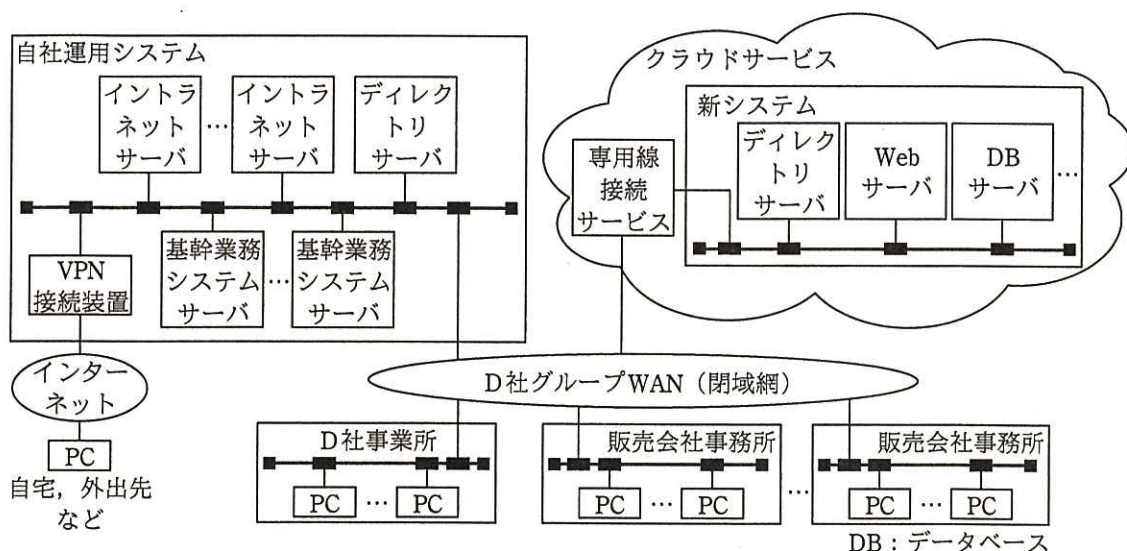 自社運用システム
イントラ
ネット
サーバ
…
イントラ
ネット
サーバ
ディレク
トリ
サーバ
基幹業務
システム
サーバ
…
基幹業務
システム
サーバ
VPN
接続装置
インター
ネット
PC
自宅，外出先
など
クラウドサービス
専用線
接続
サービス
新システム
ディレク
トリ
サーバ
Web
サーバ
DB
サーバ
…
D社グループWAN（閉域網）
D社事業所
PC … PC
販売会社事務所
PC … PC
…
販売会社事務所
PC … PC
DB：データベース